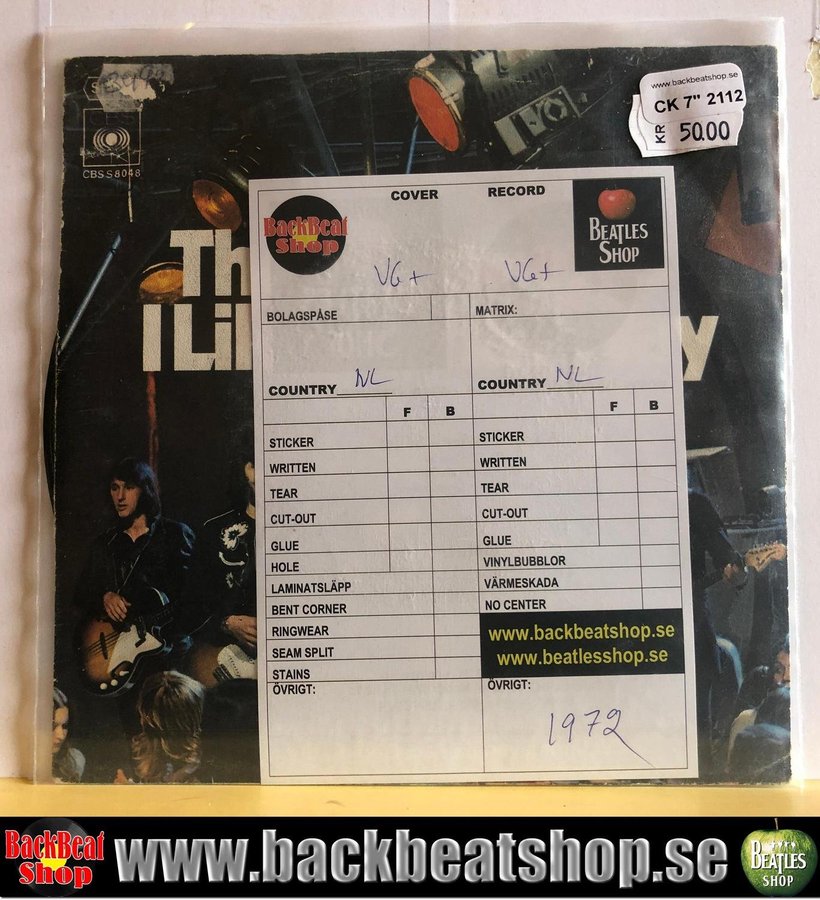 www.backbeatshop.se
CK 7" 2112
KR 50.00
CBS S 8048
Th
I Li
y
COVER RECORD
BackBeat
Shop
BEATLES
SHOP
VG+ VG+
BOLAGSPÅSE MATRIX:
COUNTRY NL COUNTRY NL
F B F B
STICKER STICKER
WRITTEN WRITTEN
TEAR TEAR
CUT-OUT CUT-OUT
GLUE GLUE
HOLE VINYLBUBBLOR
LAMINATSLÄPP VÄRMESKADA
BENT CORNER NO CENTER
RINGWEAR
SEAM SPLIT
STAINS
www.backbeatshop.se
www.beatlesshop.se
ÖVRIGT: ÖVRIGT:
1972
BackBeat
Shop
www.backbeatshop.se
BEATLES
SHOP